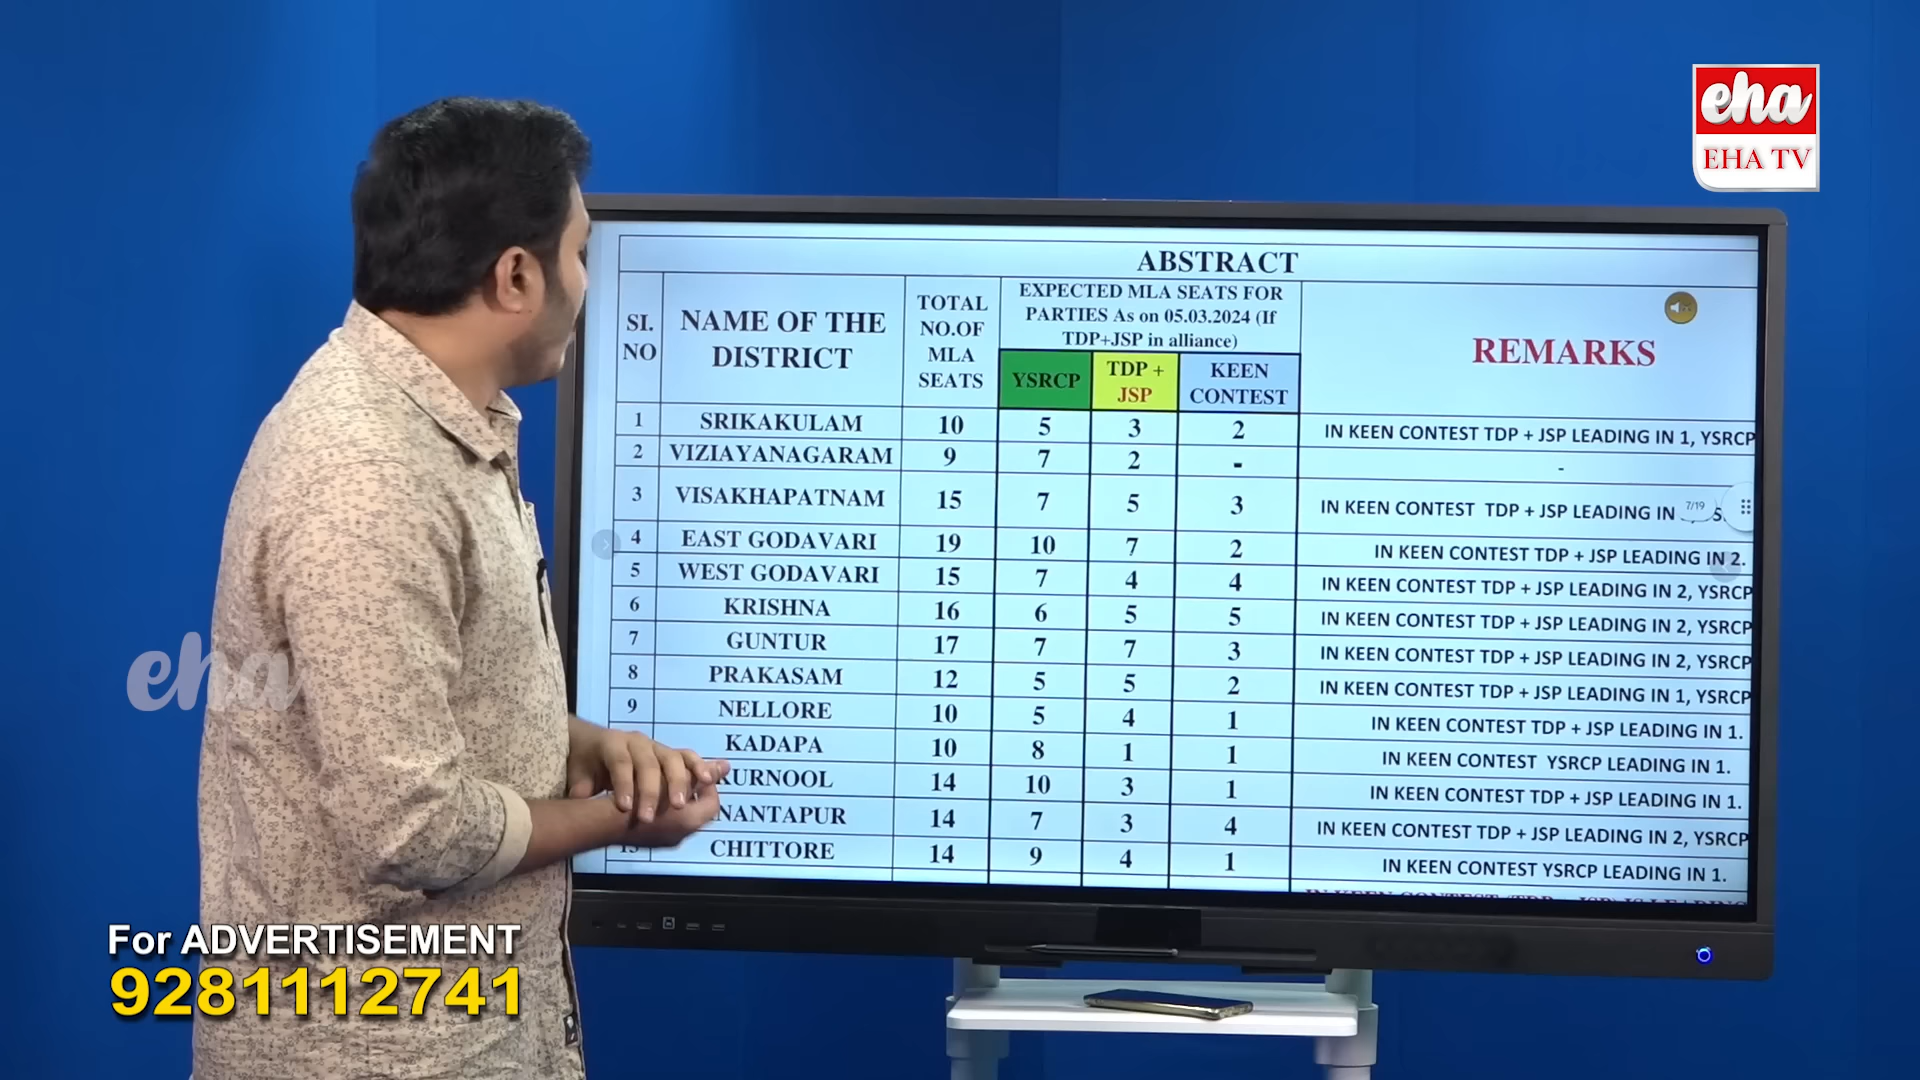 eha
EHA TV
ABSTRACT
SI. NO
NAME OF THE DISTRICT
TOTAL NO.OF MLA SEATS
EXPECTED MLA SEATS FOR PARTIES As on 05.03.2024 (If TDP+JSP in alliance)
REMARKS
YSRCP
TDP + JSP
KEEN CONTEST
1 SRIKAKULAM 10 5 3 2 IN KEEN CONTEST TDP + JSP LEADING IN 1, YSRCP
2 VIZIAYANAGARAM 9 7 2 - -
3 VISAKHAPATNAM 15 7 5 3 IN KEEN CONTEST TDP + JSP LEADING IN
7/19
4 EAST GODAVARI 19 10 7 2 IN KEEN CONTEST TDP + JSP LEADING IN 2.
5 WEST GODAVARI 15 7 4 4 IN KEEN CONTEST TDP + JSP LEADING IN 2, YSRCP
6 KRISHNA 16 6 5 5 IN KEEN CONTEST TDP + JSP LEADING IN 2, YSRCP
7 GUNTUR 17 7 7 3 IN KEEN CONTEST TDP + JSP LEADING IN 2, YSRCP
8 PRAKASAM 12 5 5 2 IN KEEN CONTEST TDP + JSP LEADING IN 1, YSRCP
9 NELLORE 10 5 4 1 IN KEEN CONTEST TDP + JSP LEADING IN 1.
KADAPA 10 8 1 1 IN KEEN CONTEST YSRCP LEADING IN 1.
KURNOOL 14 10 3 1 IN KEEN CONTEST TDP + JSP LEADING IN 1.
NANTAPUR 14 7 3 4 IN KEEN CONTEST TDP + JSP LEADING IN 2, YSRCP
13 CHITTORE 14 9 4 1 IN KEEN CONTEST YSRCP LEADING IN 1.
eha
For ADVERTISEMENT
9281112741